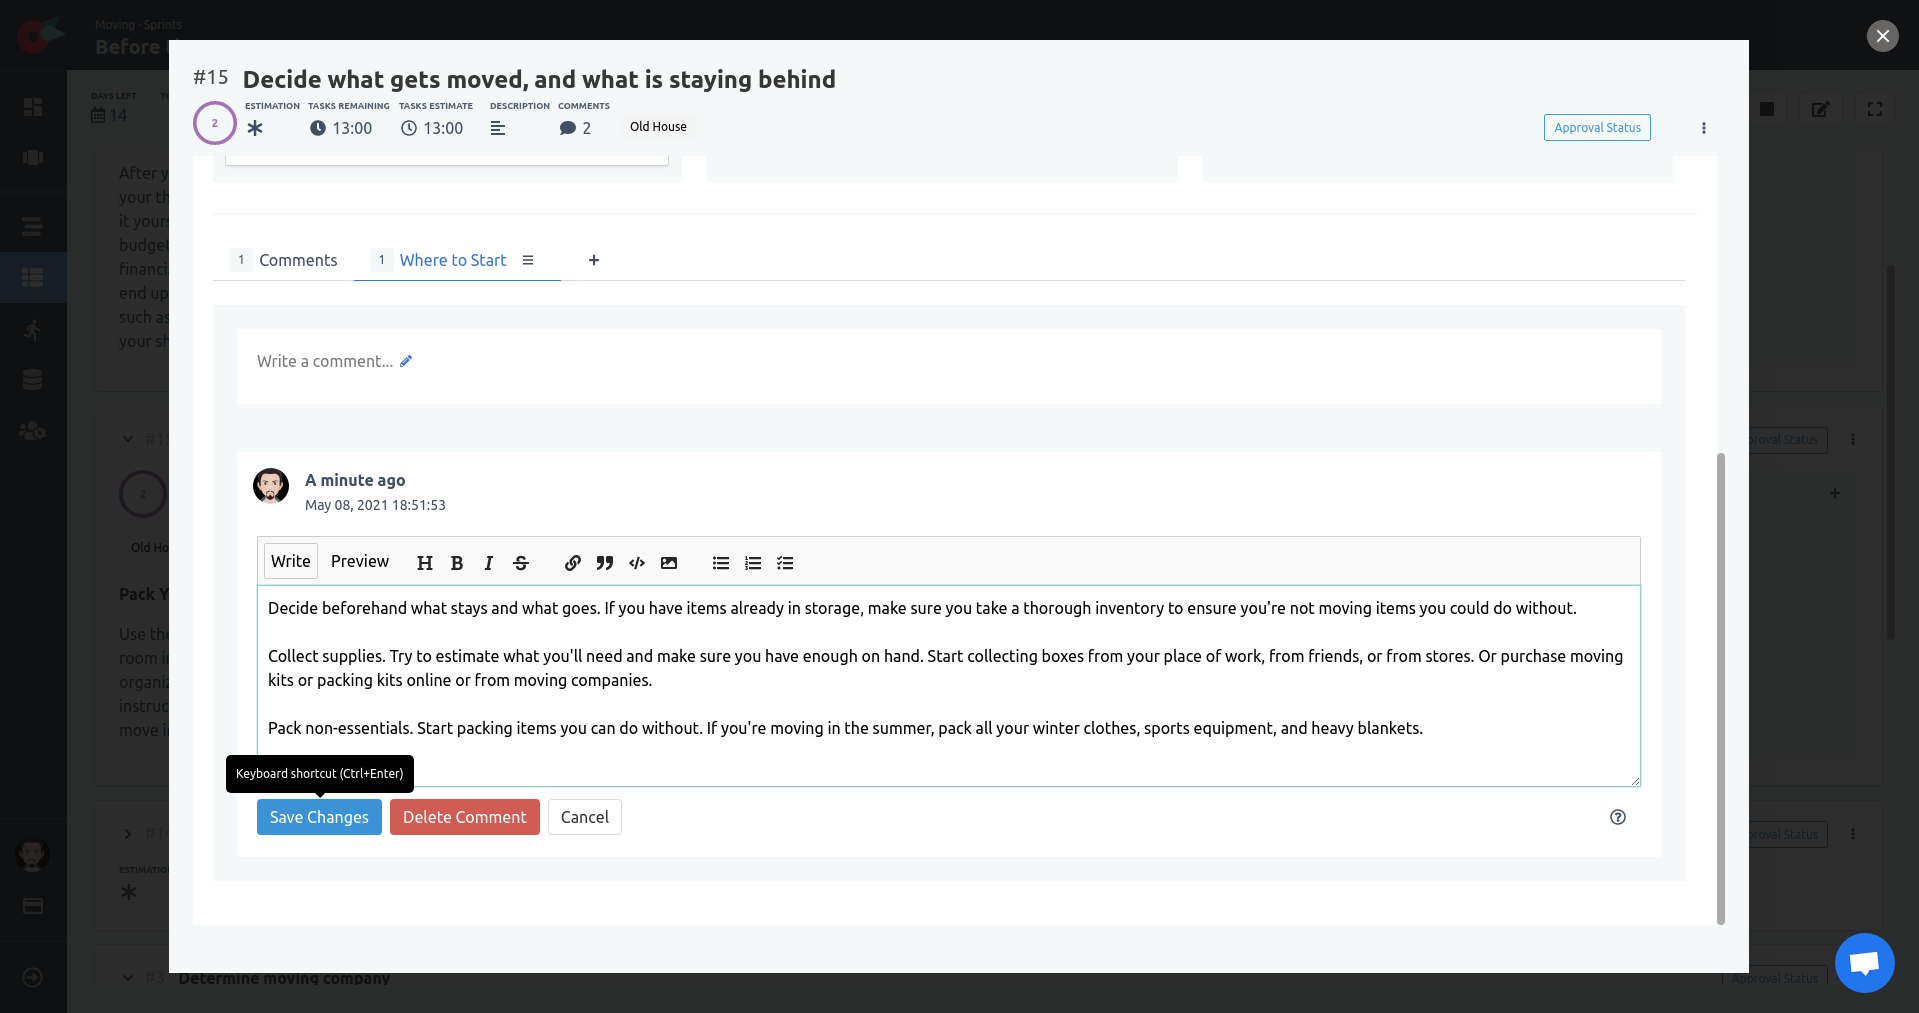 Moving - Sprints
Before
#15 Decide what gets moved, and what is staying behind
2
ESTIMATION TASKS REMAINING TASKS ESTIMATE DESCRIPTION COMMENTS
13:00 13:00 2 Old House
Approval Status
DAYS LEFT
14
After y
your th
it yours
budget
financi
end up
such as
your sh
1 Comments 1 Where to Start
Write a comment...
#15
Approval Status
2
Old Ho
A minute ago
May 08, 2021 18:51:53
Write Preview H B I S
Decide beforehand what stays and what goes. If you have items already in storage, make sure you take a thorough inventory to ensure you're not moving items you could do without.
Collect supplies. Try to estimate what you'll need and make sure you have enough on hand. Start collecting boxes from your place of work, from friends, or from stores. Or purchase moving
kits or packing kits online or from moving companies.
Pack non-essentials. Start packing items you can do without. If you're moving in the summer, pack all your winter clothes, sports equipment, and heavy blankets.
Pack Y
Use the
room in
organiz
instruc
move in
Keyboard shortcut (Ctrl+Enter)
Save Changes Delete Comment Cancel
#14
Approval Status
ESTIMATION
#3 Determine moving company
Approval Status